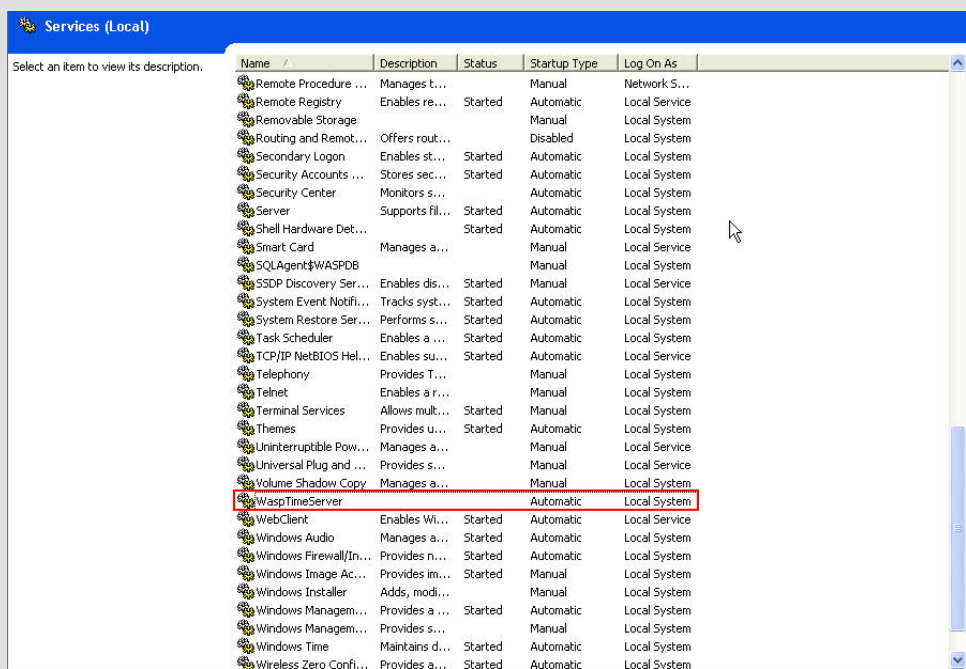 Services (Local)
Select an item to view its description.
Name Description Status Startup Type Log On As
Remote Procedure ... Manages t... Manual Network S...
Remote Registry Enables re... Started Automatic Local Service
Removable Storage Manual Local System
Routing and Remot... Offers rout... Disabled Local System
Secondary Logon Enables st... Started Automatic Local System
Security Accounts ... Stores sec... Started Automatic Local System
Security Center Monitors s... Automatic Local System
Server Supports fil... Started Automatic Local System
Shell Hardware Det... Started Automatic Local System
Smart Card Manages a... Manual Local Service
SQLAgent$WASPDB Manual Local System
SSDP Discovery Ser... Enables dis... Started Manual Local Service
System Event Notifi... Tracks syst... Started Automatic Local System
System Restore Ser... Performs s... Started Automatic Local System
Task Scheduler Enables a ... Started Automatic Local System
TCP/IP NetBIOS Hel... Enables su... Started Automatic Local Service
Telephony Provides T... Manual Local System
Telnet Enables a r... Manual Local System
Terminal Services Allows mult... Started Manual Local System
Themes Provides u... Started Automatic Local System
Uninterruptible Pow... Manages a... Manual Local Service
Universal Plug and ... Provides s... Manual Local Service
Volume Shadow Copy Manages a... Manual Local System
WaspTimeServer Automatic Local System
WebClient Enables Wi... Started Automatic Local Service
Windows Audio Manages a... Started Automatic Local System
Windows Firewall/In... Provides n... Started Automatic Local System
Windows Image Ac... Provides im... Started Manual Local System
Windows Installer Adds, modi... Manual Local System
Windows Managem... Provides a ... Started Automatic Local System
Windows Managem... Provides s... Manual Local System
Windows Time Maintains d... Started Automatic Local System
Wireless Zero Confi... Provides a... Started Automatic Local System